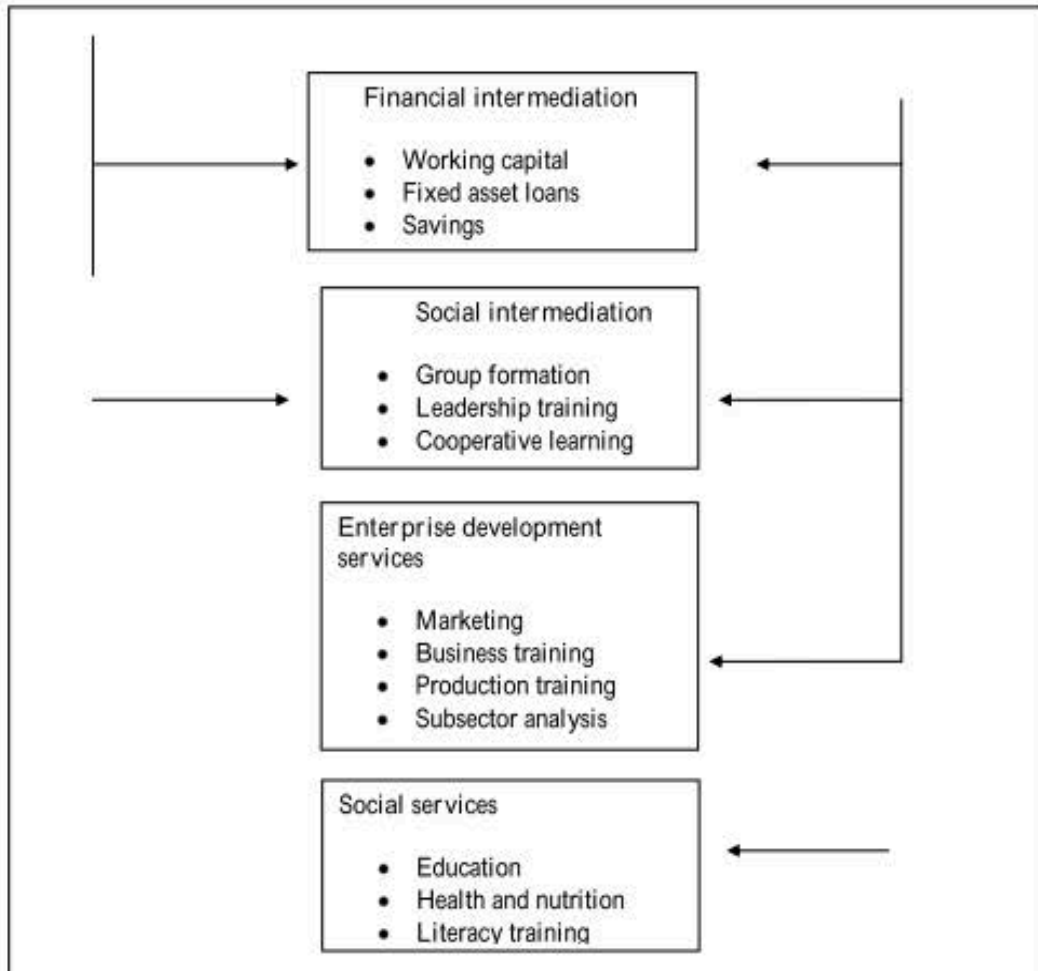 Financial intermediation
• Working capital
• Fixed asset loans
• Savings
Social intermediation
• Group formation
• Leadership training
• Cooperative learning
Enterprise development
services
• Marketing
• Business training
• Production training
• Subsector analysis
Social services
• Education
• Health and nutrition
• Literacy training